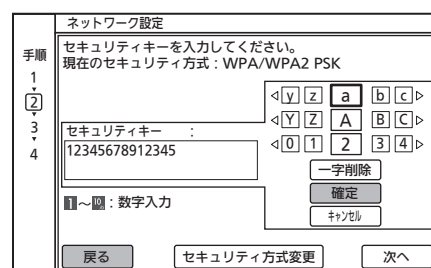 ネットワーク設定
手順
1
2
3
4
セキュリティキーを入力してください。
現在のセキュリティ方式：WPA/WPA2 PSK
y z a b c
Y Z A B C
0 1 2 3 4
セキュリティキー　：
12345678912345
一字削除
確定
ｷｬﾝｾﾙ
1～10：数字入力
戻る
セキュリティ方式変更
次へ